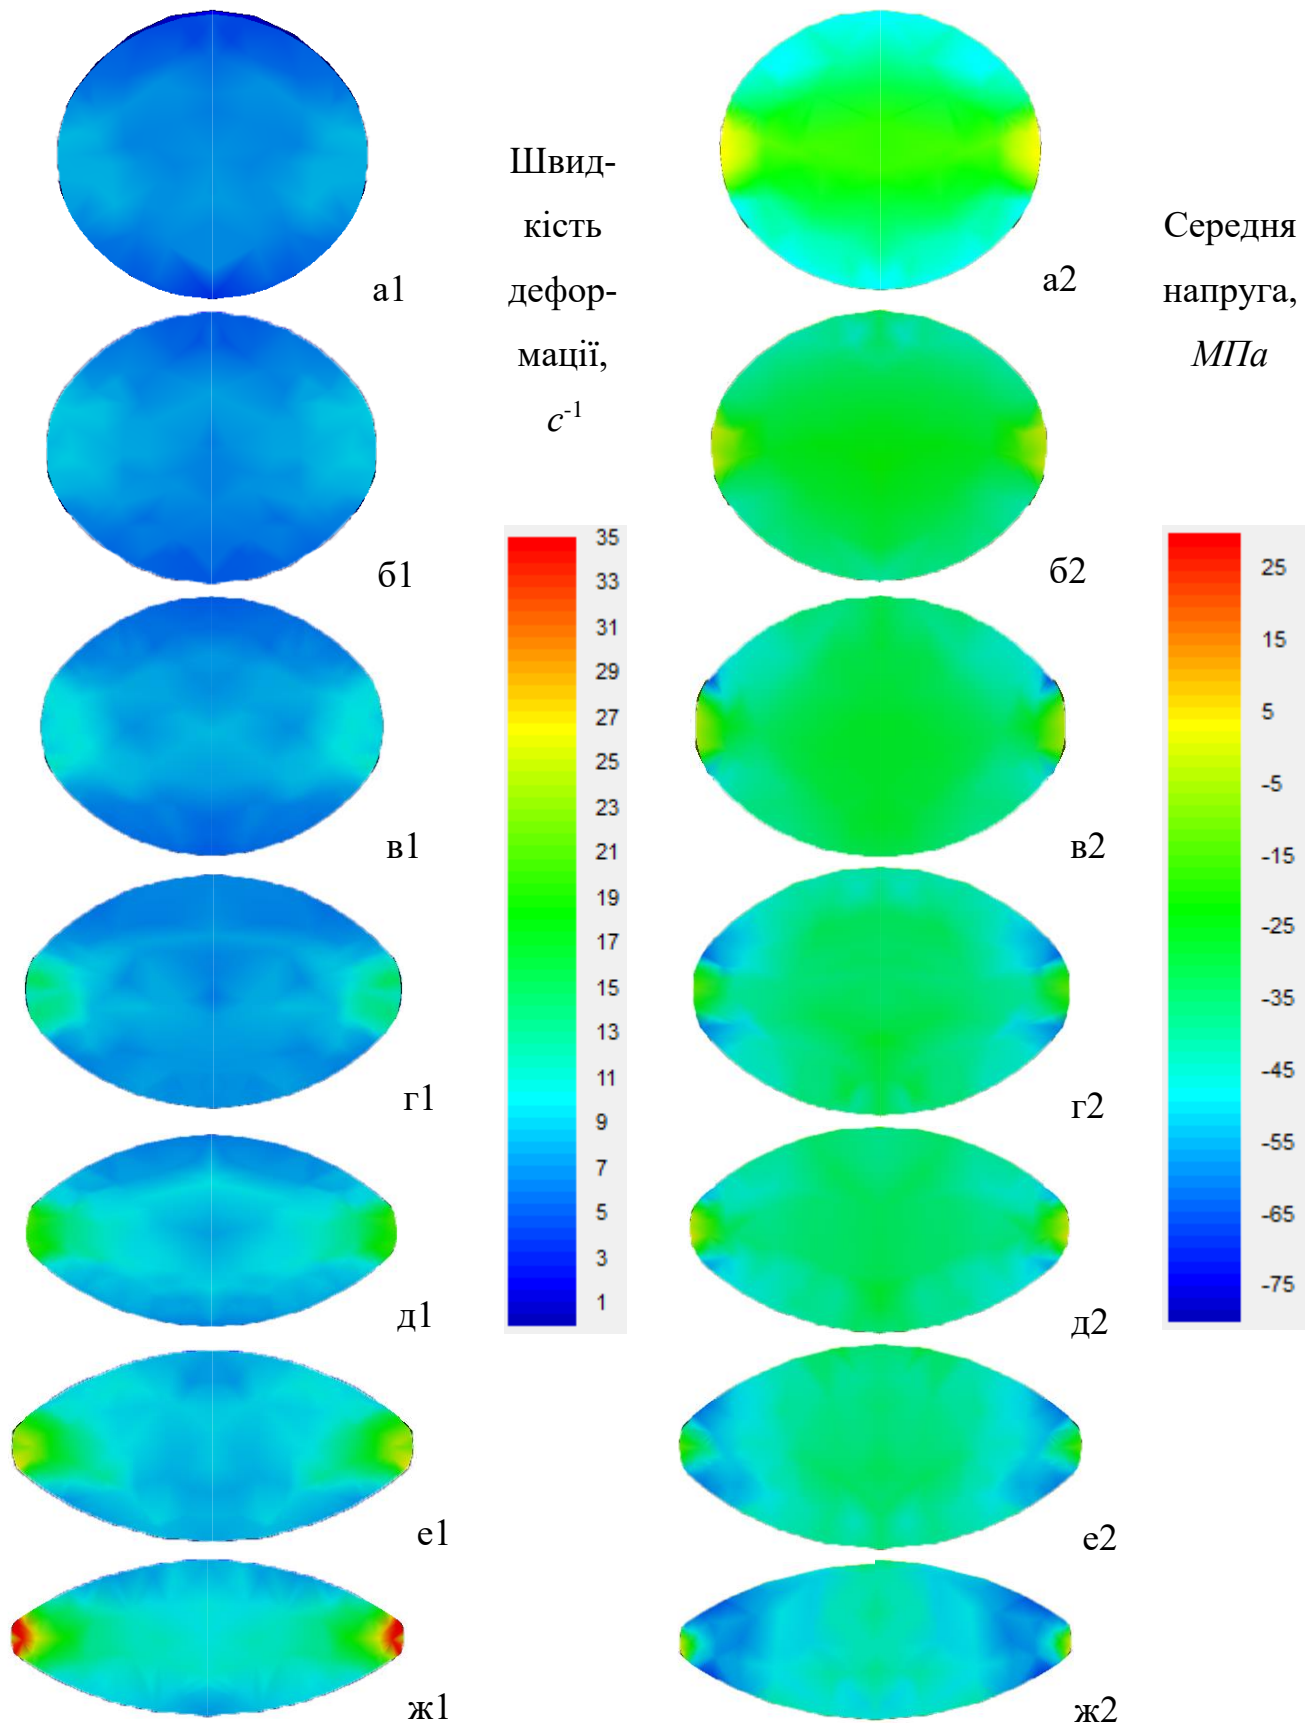 Швид-
кість
дефор-
мації,
с-1
Середня
напруга,
МПа
а1
а2
б1
б2
в1
в2
г1
г2
д1
д2
е1
е2
ж1
ж2
35
33
31
29
27
25
23
21
19
17
15
13
11
9
7
5
3
1
25
15
5
-5
-15
-25
-35
-45
-55
-65
-75